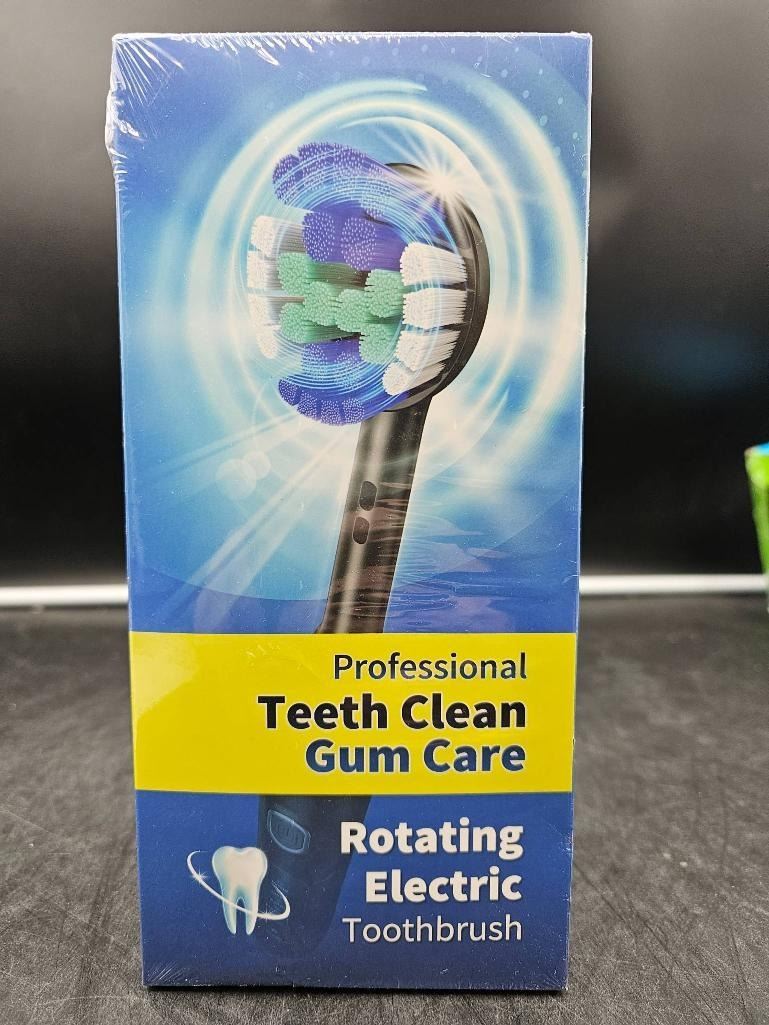 Professional
Teeth Clean
Gum Care
Rotating
Electric
Toothbrush